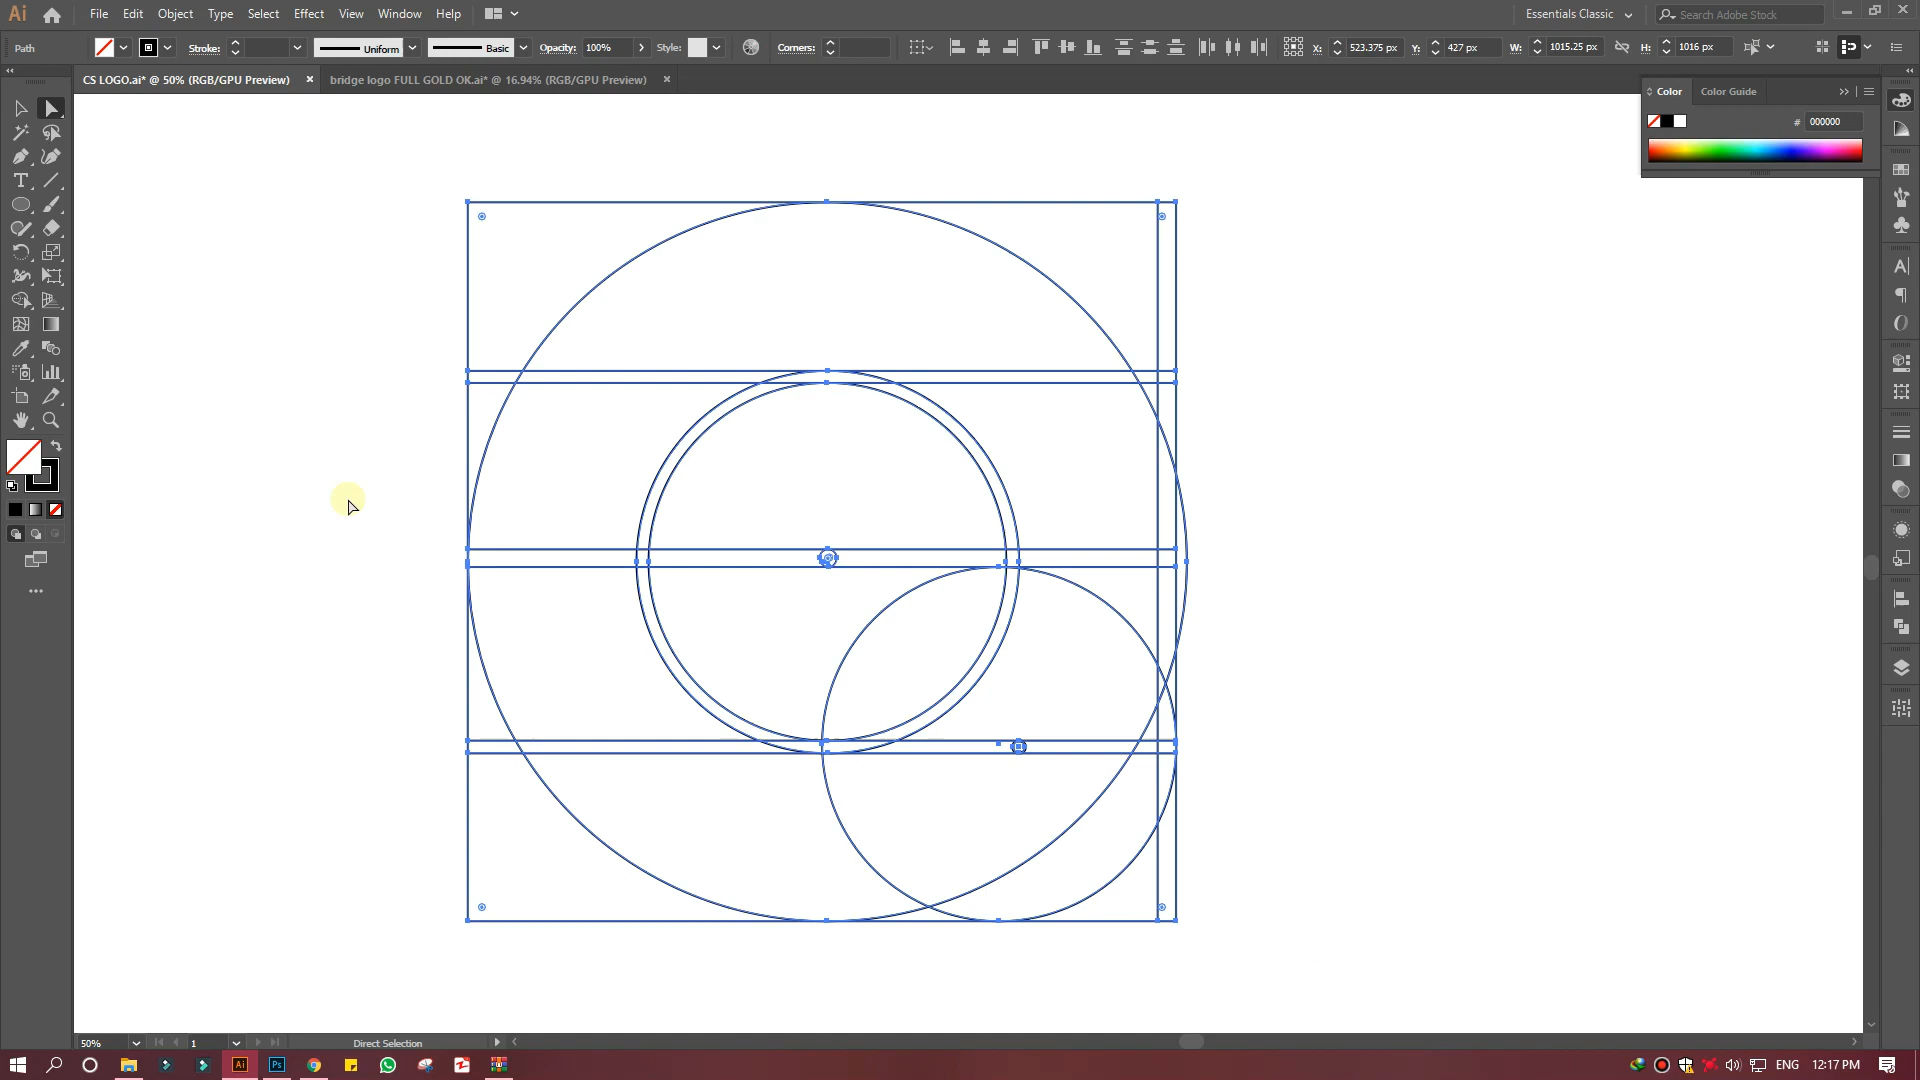 Ai File Edit Object Type Select Effect View Window Help Essentials Classic Search Adobe Stock
Path Stroke: Uniform Basic Opacity: 100% Style: Corners: X: 523.375 px Y: 427 px W: 1015.25 px H: 1016 px
CS LOGO.ai* @ 50% (RGB/GPU Preview) × bridge logo FULL GOLD OK.ai* @ 16.94% (RGB/GPU Preview) ×
Color Color Guide
# 000000
50% 1 Direct Selection
Ai Ps ENG 12:17 PM